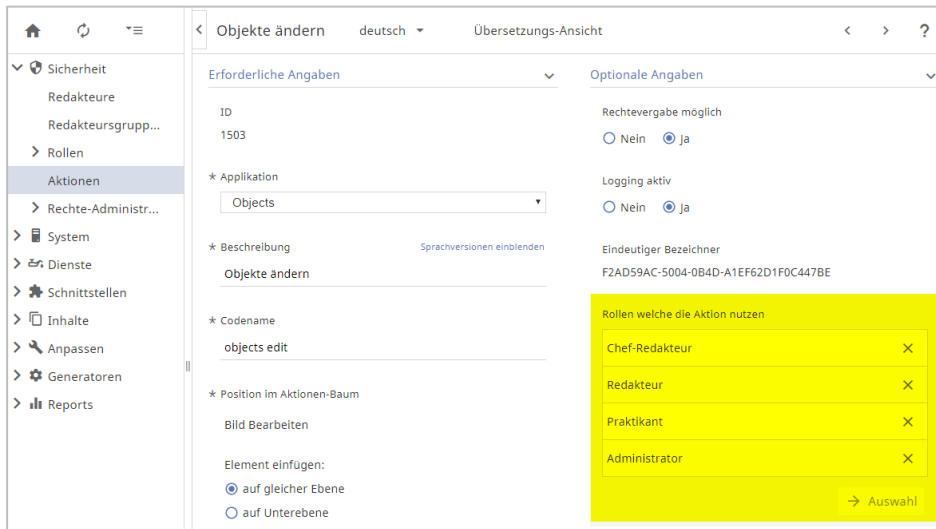 Objekte ändern
deutsch
Übersetzungs-Ansicht
?
Sicherheit
Redakteure
Redakteursgrupp...
Rollen
Aktionen
Rechte-Administr...
System
Dienste
Schnittstellen
Inhalte
Anpassen
Generatoren
Reports
Erforderliche Angaben
ID
1503
* Applikation
Objects
* Beschreibung
Sprachversionen einblenden
Objekte ändern
* Codename
objects edit
* Position im Aktionen-Baum
Bild Bearbeiten
Element einfügen:
auf gleicher Ebene
auf Unterebene
Optionale Angaben
Rechtevergabe möglich
Nein Ja
Logging aktiv
Nein Ja
Eindeutiger Bezeichner
F2AD59AC-5004-0B4D-A1EF62D1F0C447BE
Rollen welche die Aktion nutzen
Chef-Redakteur
Redakteur
Praktikant
Administrator
Auswahl